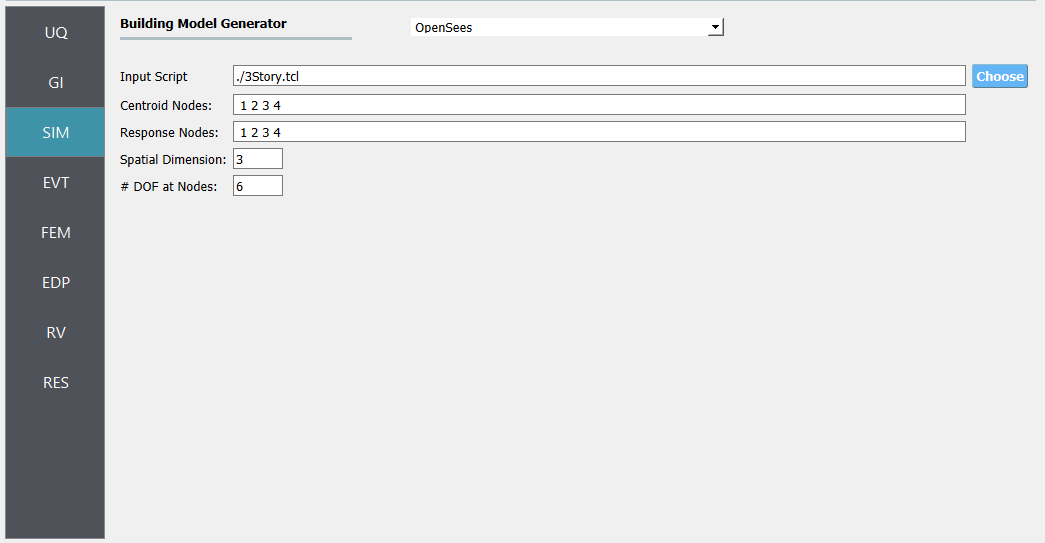 UQ
GI
SIM
EVT
FEM
EDP
RV
RES
Building Model Generator OpenSees
Input Script ./3Story.tcl Choose
Centroid Nodes: 1 2 3 4
Response Nodes: 1 2 3 4
Spatial Dimension: 3
# DOF at Nodes: 6